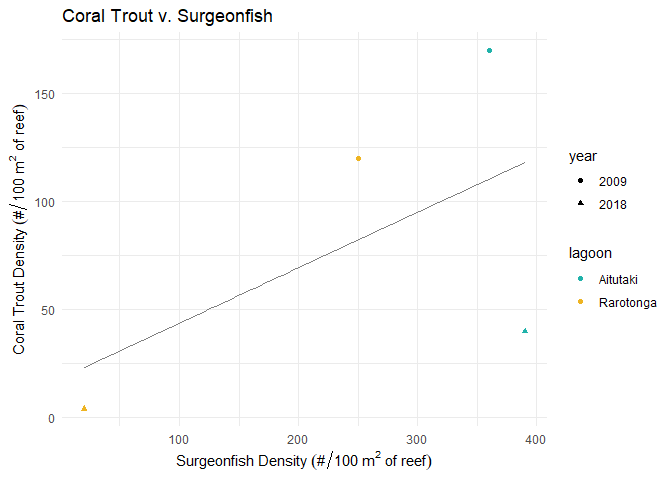 Coral Trout v. Surgeonfish
Coral Trout Density (#/100 m² of reef)
150
100
50
0
100
200
300
400
Surgeonfish Density (#/100 m² of reef)
year
2009
2018
lagoon
Aitutaki
Rarotonga